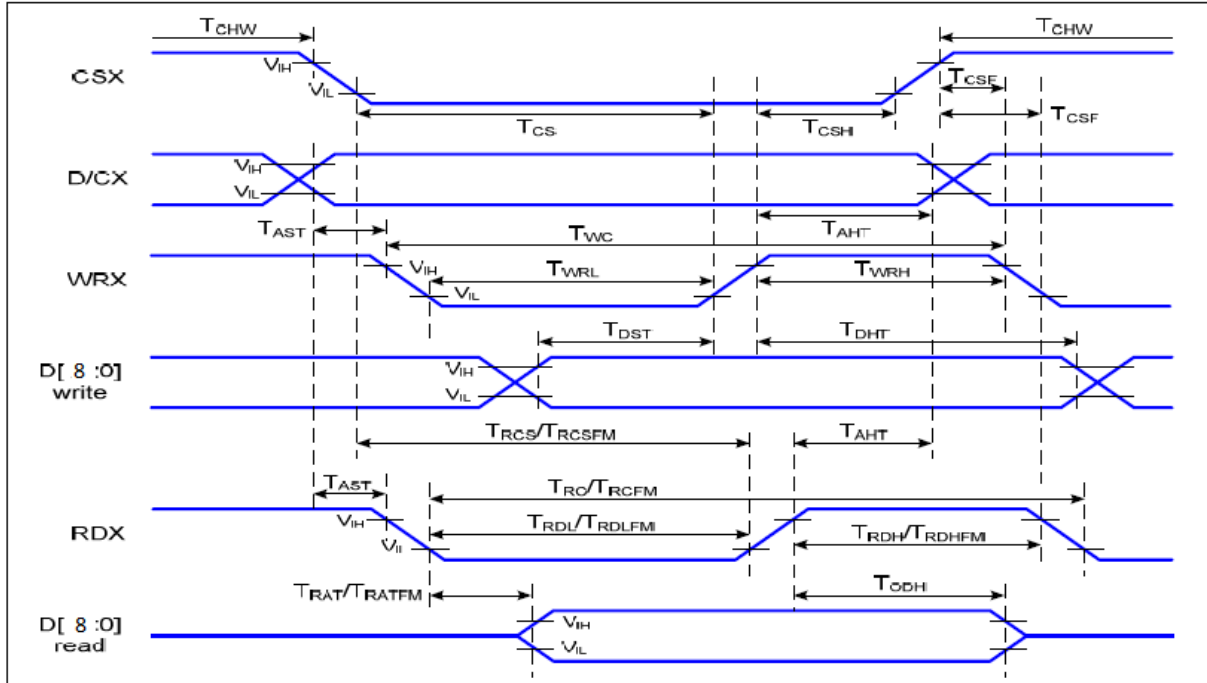 TCHW TCHW
CSX
VIH
VIL
TCSF
TCSF
TCS TCSH
D/CX
VIH
VIL
TAST TWC TAHT
WRX
VIH TWRL TWRH
VIL
TDST TDHT
D[ 8 :0]
write
VIH
VIL
TRCS/TRCSFM TAHT
TAST TRC/TRCFM
RDX
VIH TRDL/TRDLFM TRDH/TRDHFM
VIL
TRAT/TRATFM TODH
D[ 8 :0]
read
VIH
VIL